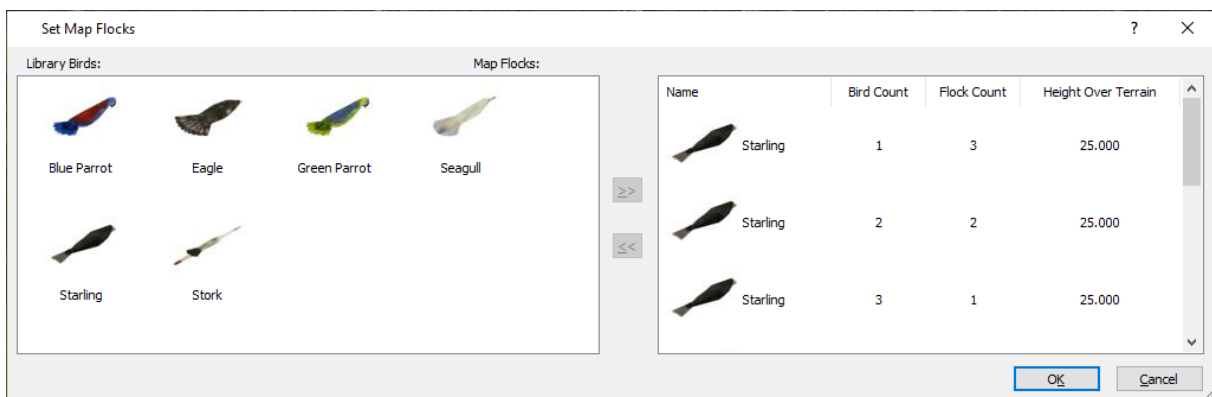 Set Map Flocks ? ×
Library Birds: Map Flocks:
Blue Parrot Eagle Green Parrot Seagull
Starling Stork
>>
<<
Name Bird Count Flock Count Height Over Terrain
Starling 1 3 25.000
Starling 2 2 25.000
Starling 3 1 25.000
OK Cancel